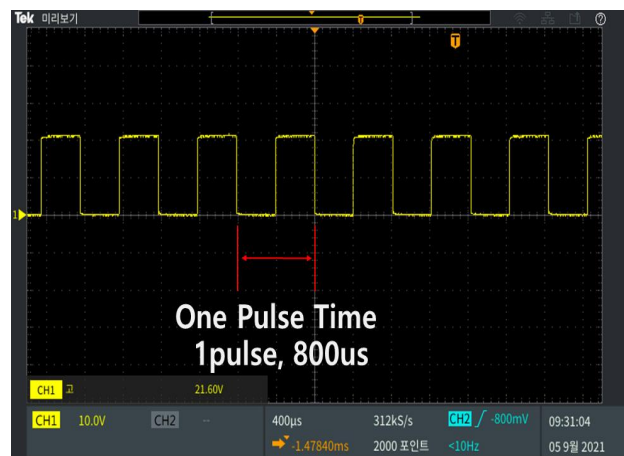 Tek 미리보기
1
One Pulse Time
1pulse, 800us
CH1 고 21.60V
CH1 10.0V CH2 -- 400µs 312kS/s CH2 -800mV 09:31:04
-1.47840ms 2000 포인트 <10Hz 05 9월 2021